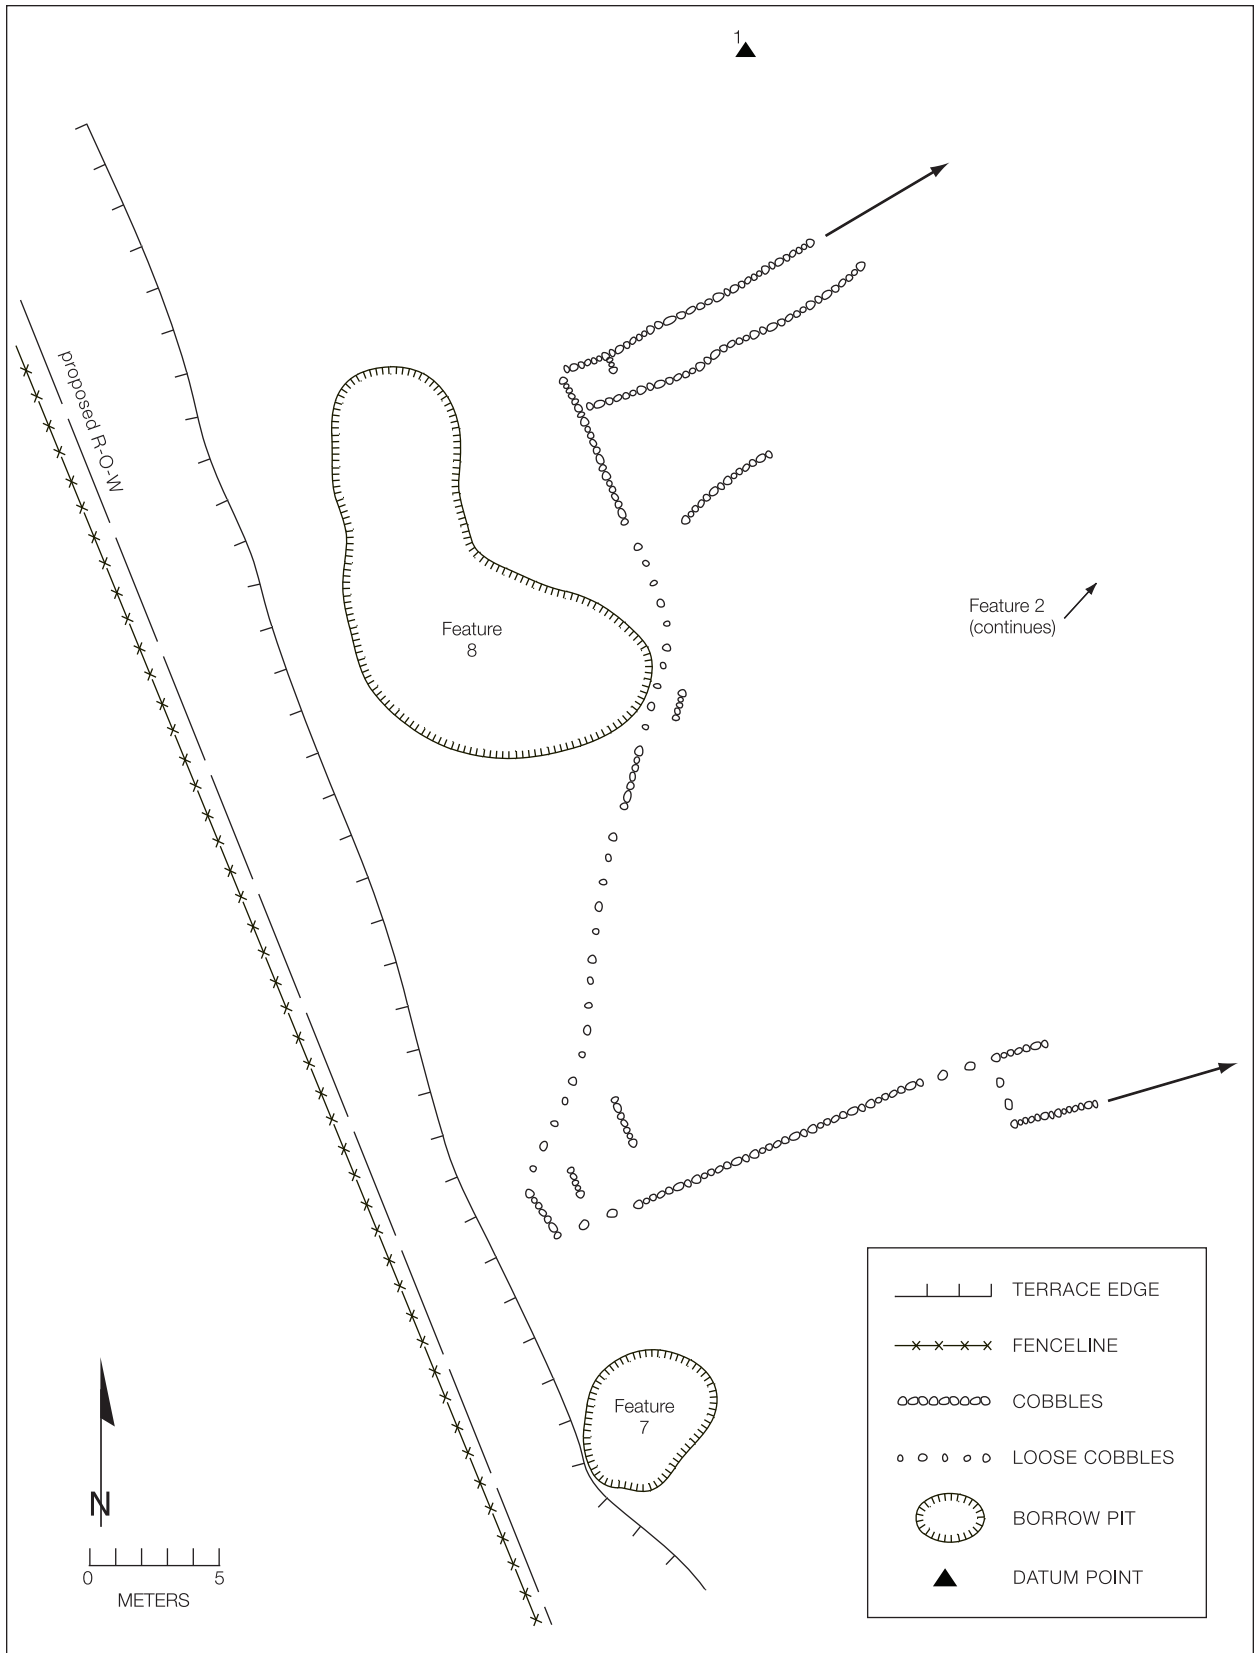 1
proposed R-O-W
Feature
8
Feature 2
(continues)
Feature
7
TERRACE EDGE
FENCELINE
COBBLES
LOOSE COBBLES
BORROW PIT
DATUM POINT
N
0 5
METERS